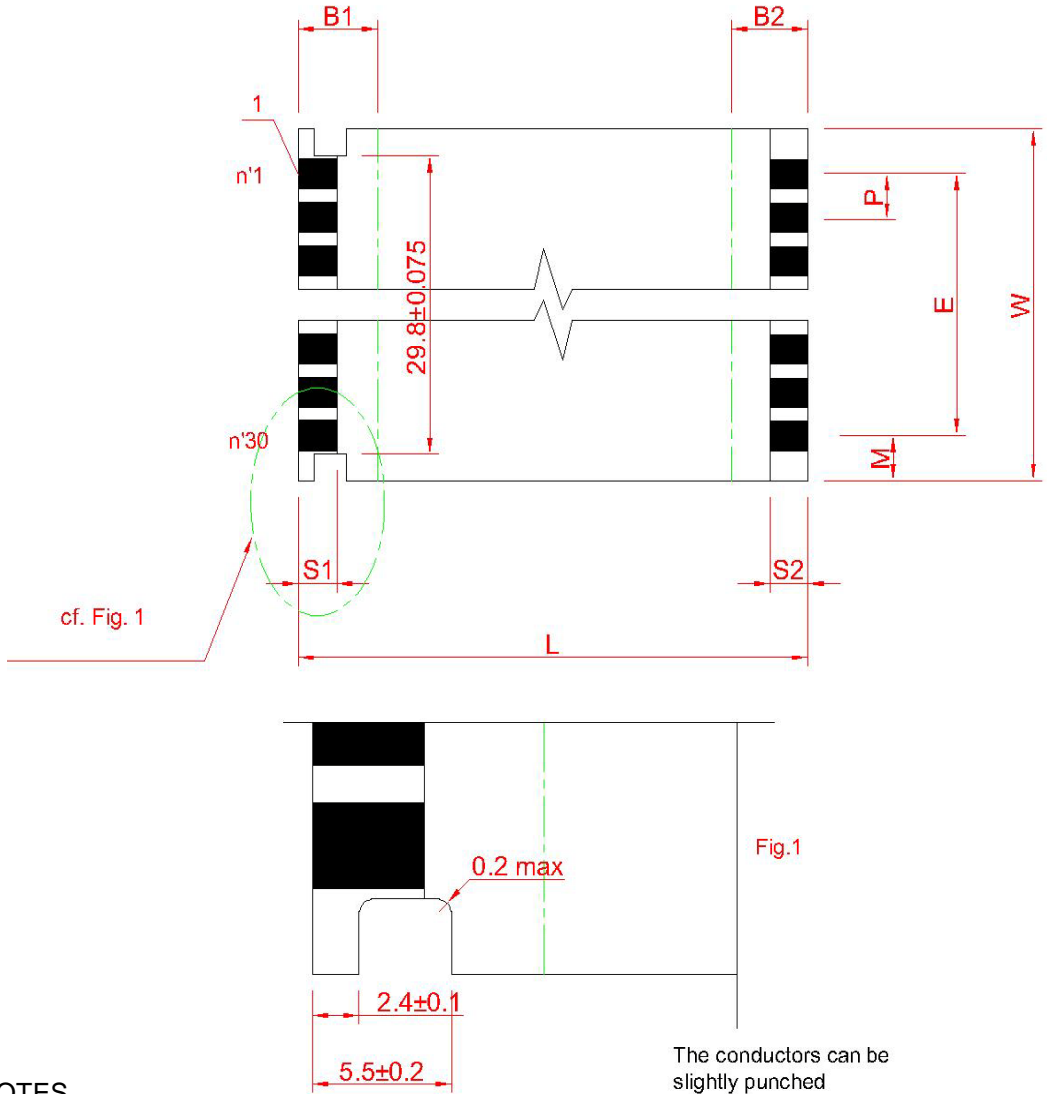 B1
B2
1
n'1
P
29.8±0.075
E
W
n'30
M
S1
S2
cf. Fig. 1
L
0.2 max
Fig.1
2.4±0.1
5.5±0.2
The conductors can be
slightly punched
OTES